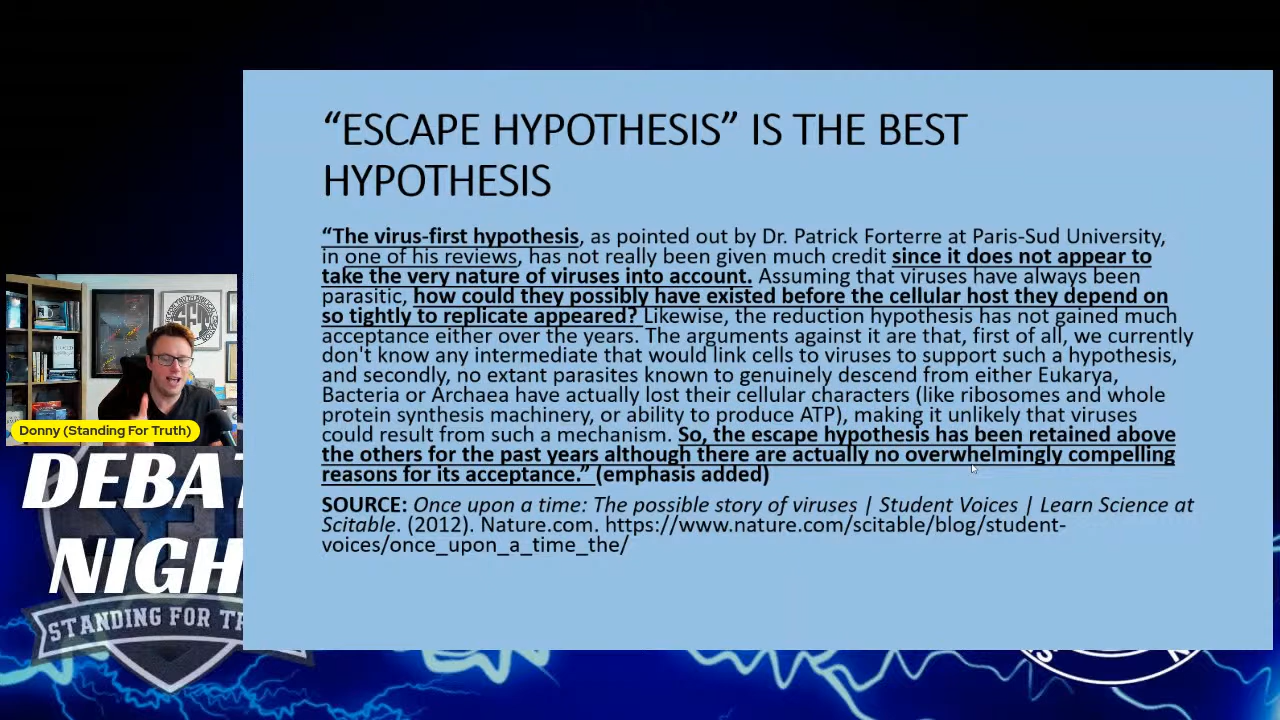 “ESCAPE HYPOTHESIS” IS THE BEST
HYPOTHESIS
“The virus-first hypothesis, as pointed out by Dr. Patrick Forterre at Paris-Sud University,
in one of his reviews, has not really been given much credit since it does not appear to
take the very nature of viruses into account. Assuming that viruses have always been
parasitic, how could they possibly have existed before the cellular host they depend on
so tightly to replicate appeared? Likewise, the reduction hypothesis has not gained much
acceptance either over the years. The arguments against it are that, first of all, we currently
don't know any intermediate that would link cells to viruses to support such a hypothesis,
and secondly, no extant parasites known to genuinely descend from either Eukarya,
Bacteria or Archaea have actually lost their cellular characters (like ribosomes and whole
protein synthesis machinery, or ability to produce ATP), making it unlikely that viruses
could result from such a mechanism. So, the escape hypothesis has been retained above
the others for the past years although there are actually no overwhelmingly compelling
reasons for its acceptance.” (emphasis added)
SOURCE: Once upon a time: The possible story of viruses | Student Voices | Learn Science at
Scitable. (2012). Nature.com. https://www.nature.com/scitable/blog/student-
voices/once_upon_a_time_the/
Donny (Standing For Truth)
DEBA
NIGH
STANDING FOR TR